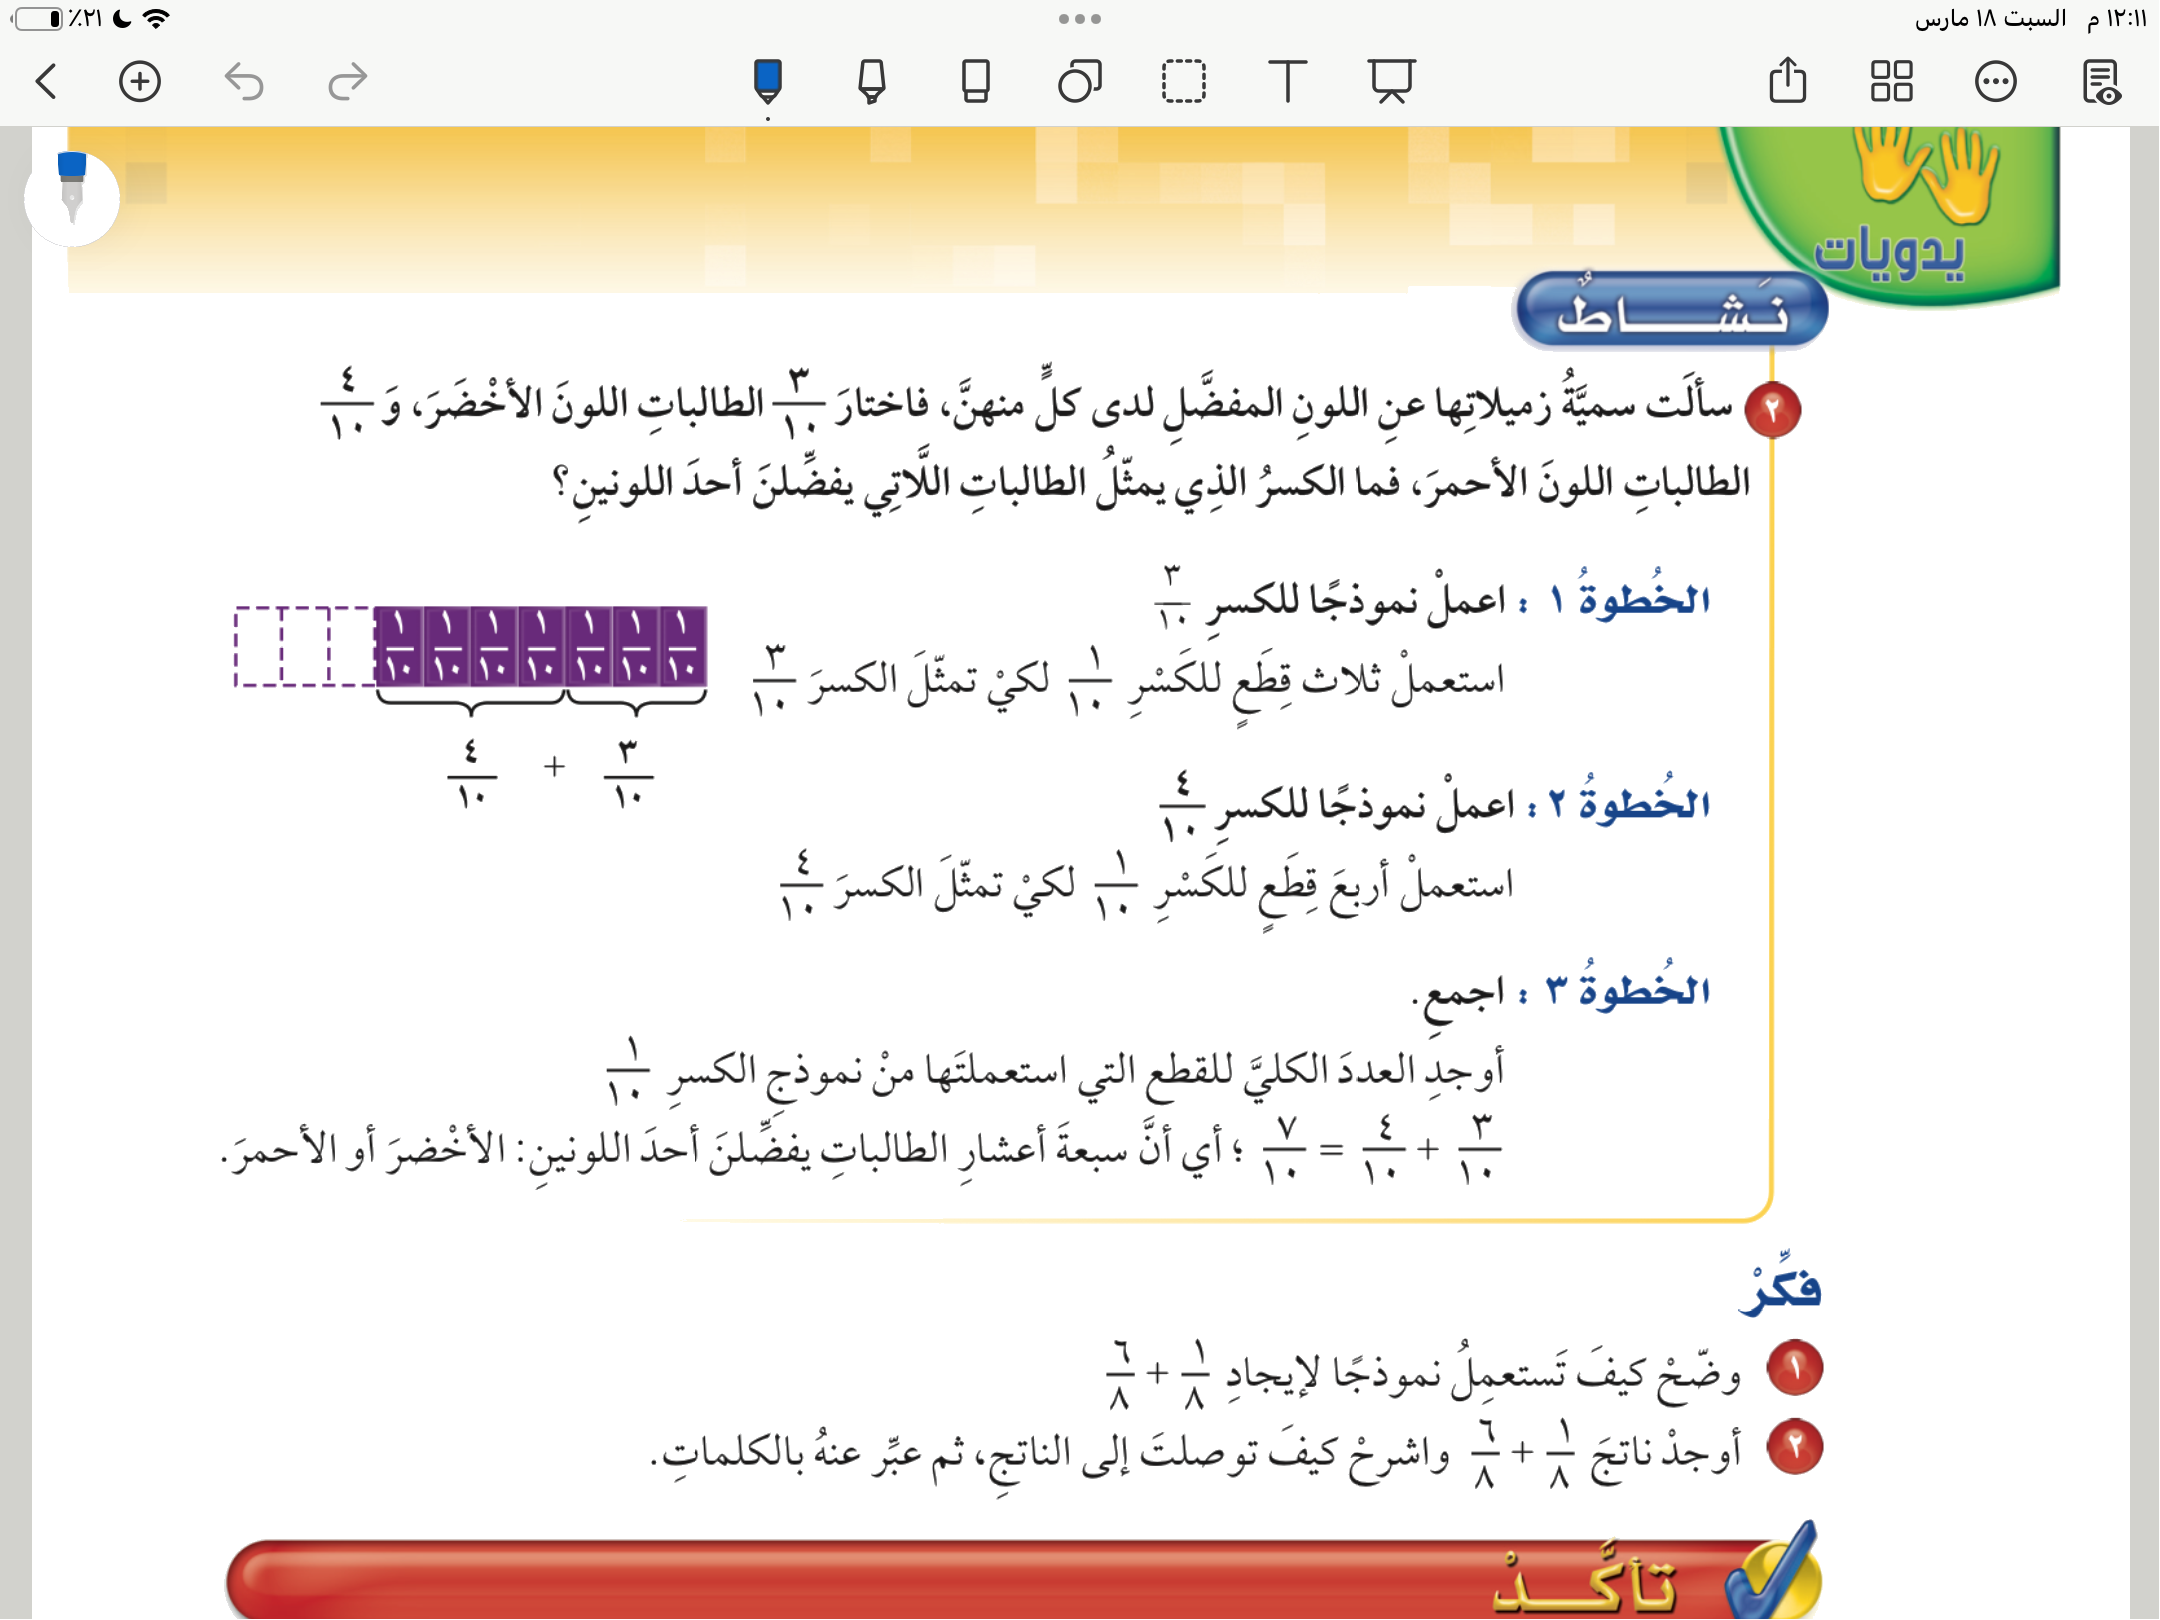 ١٢:١١ م السبت ١٨ مارس
٪٢١
يدويات
نَشـاطٌ
٢ سألَت سميَّةُ زميلاتِها عنِ اللونِ المفضَّلِ لدى كلٍّ منهنَّ، فاختارَ ٣/١٠ الطالباتِ اللونَ الأخْضَرَ، وَ ٤/١٠
الطالباتِ اللونَ الأحمرَ، فما الكسرُ الذِي يمثّلُ الطالباتِ اللَّاتِي يفضِّلنَ أحدَ اللونينِ؟
الخُطوةُ ١ : اعملْ نموذجًا للكسرِ ٣/١٠
استعملْ ثلاث قِطَعٍ للكَسْرِ ١/١٠ لكيْ تمثّلَ الكسرَ ٣/١٠
١/١٠ ١/١٠ ١/١٠ ١/١٠ ١/١٠ ١/١٠ ١/١٠
٣/١٠ + ٤/١٠
الخُطوةُ ٢ : اعملْ نموذجًا للكسرِ ٤/١٠
استعملْ أربعَ قِطَعٍ للكَسْرِ ١/١٠ لكيْ تمثّلَ الكسرَ ٤/١٠
الخُطوةُ ٣ : اجمعِ.
أوجدِ العددَ الكليَّ للقطع التي استعملتَها منْ نموذجِ الكسرِ ١/١٠
٣/١٠ + ٤/١٠ = ٧/١٠ ؛ أي أنَّ سبعةَ أعشارِ الطالباتِ يفضِّلنَ أحدَ اللونينِ: الأخْضرَ أو الأحمرَ.
فكِّرْ
١ وضّحْ كيفَ تَستعمِلُ نموذجًا لإيجادِ ١/٨ + ٦/٨
٢ أوجدْ ناتجَ ١/٨ + ٦/٨ واشرحْ كيفَ توصلتَ إلى الناتجِ، ثم عبِّر عنهُ بالكلماتِ.
تأكَّـدْ